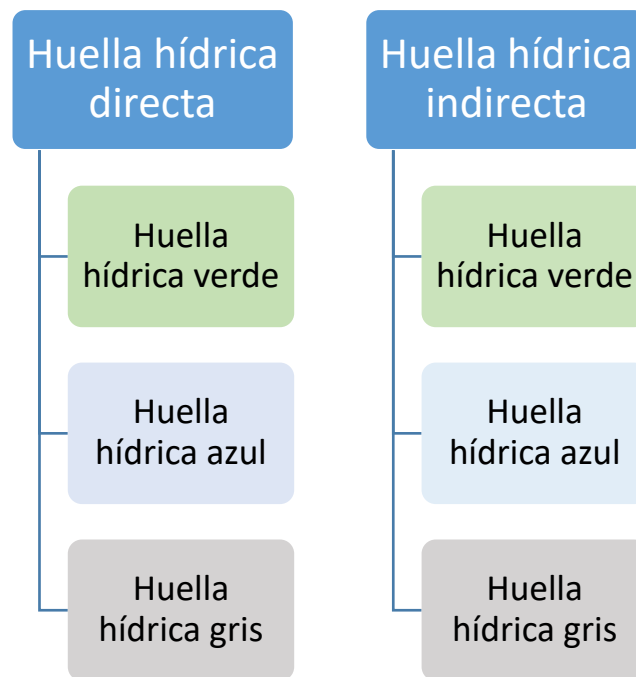 Huella hídrica
directa
Huella
hídrica verde
Huella
hídrica azul
Huella
hídrica gris
Huella hídrica
indirecta
Huella
hídrica verde
Huella
hídrica azul
Huella
hídrica gris